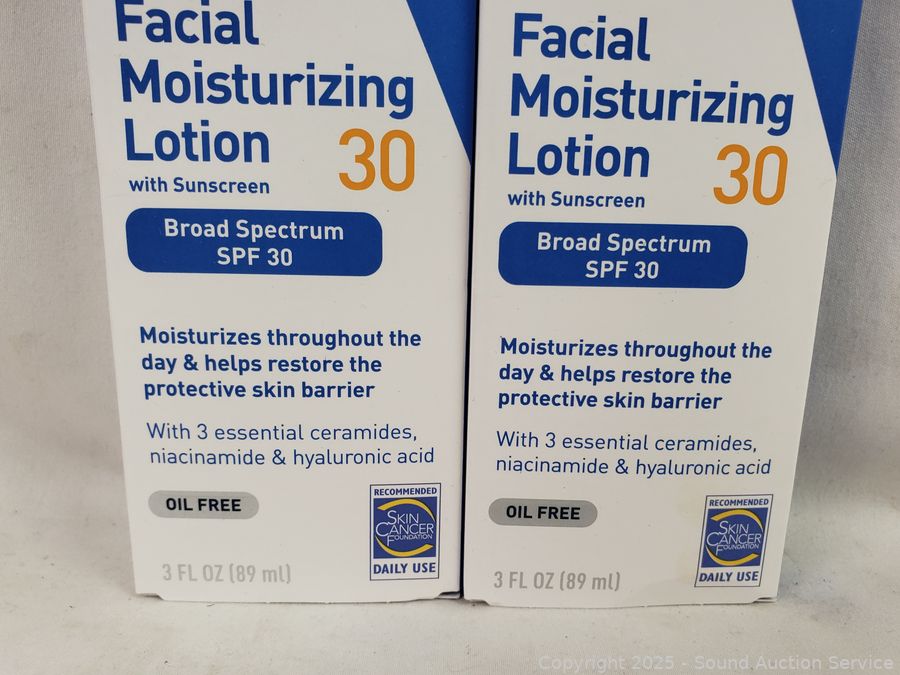 Facial
Moisturizing
Lotion
30
with Sunscreen
Broad Spectrum
SPF 30
Moisturizes throughout the
day & helps restore the
protective skin barrier
With 3 essential ceramides,
niacinamide & hyaluronic acid
OIL FREE
RECOMMENDED
SKIN
CANCER
FOUNDATION
DAILY USE
3 FL OZ (89 ml)
Facial
Moisturizing
Lotion
30
with Sunscreen
Broad Spectrum
SPF 30
Moisturizes throughout the
day & helps restore the
protective skin barrier
With 3 essential ceramides,
niacinamide & hyaluronic acid
OIL FREE
RECOMMENDED
SKIN
CANCER
FOUNDATION
DAILY USE
3 FL OZ (89 ml)
Copyright 2025 - Sound Auction Service